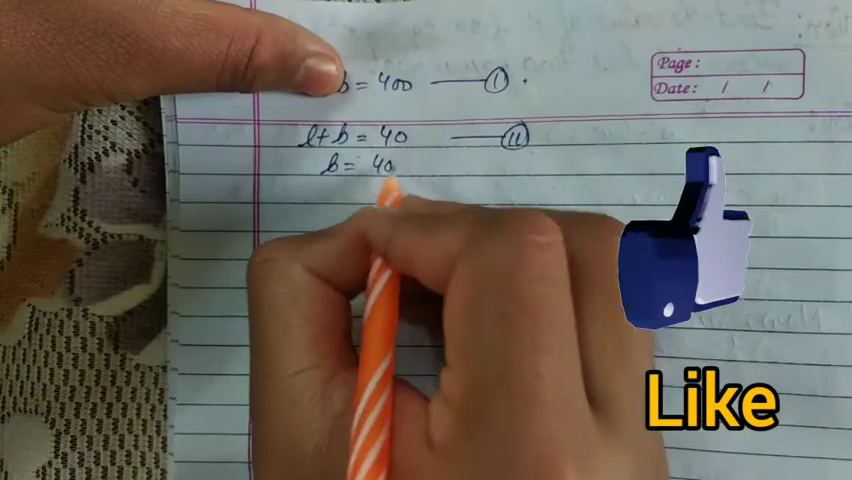 b = 400 ——— I
Page:
Date: / /
l + b = 40 ——— II
b = 40
Like